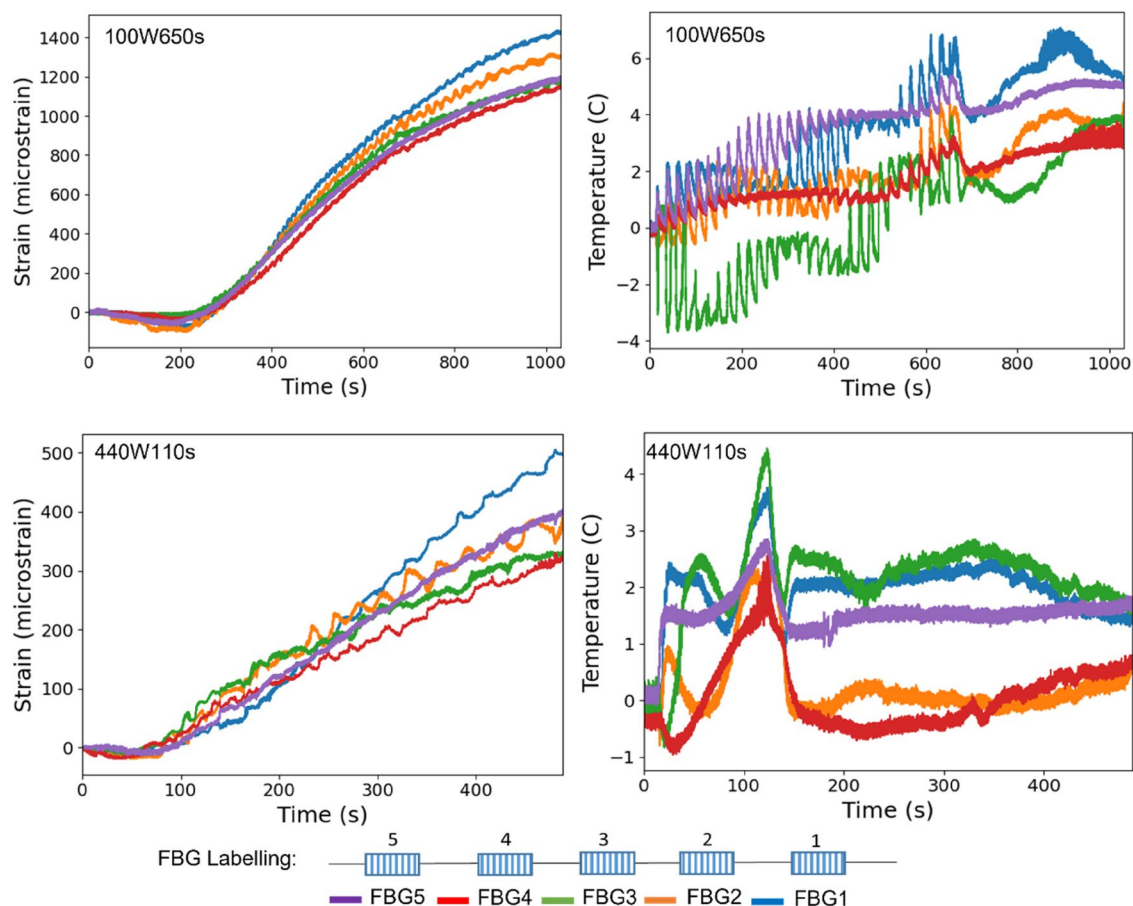 100W650s
Strain (microstrain)
1400
1200
1000
800
600
400
200
0
0 200 400 600 800 1000
Time (s)
100W650s
Temperature (C)
6
4
2
0
−2
−4
0 200 400 600 800 1000
Time (s)
440W110s
Strain (microstrain)
500
400
300
200
100
0
0 100 200 300 400
Time (s)
440W110s
Temperature (C)
4
3
2
1
0
−1
0 100 200 300 400
Time (s)
5 4 3 2 1
FBG Labelling:
FBG5 FBG4 FBG3 FBG2 FBG1